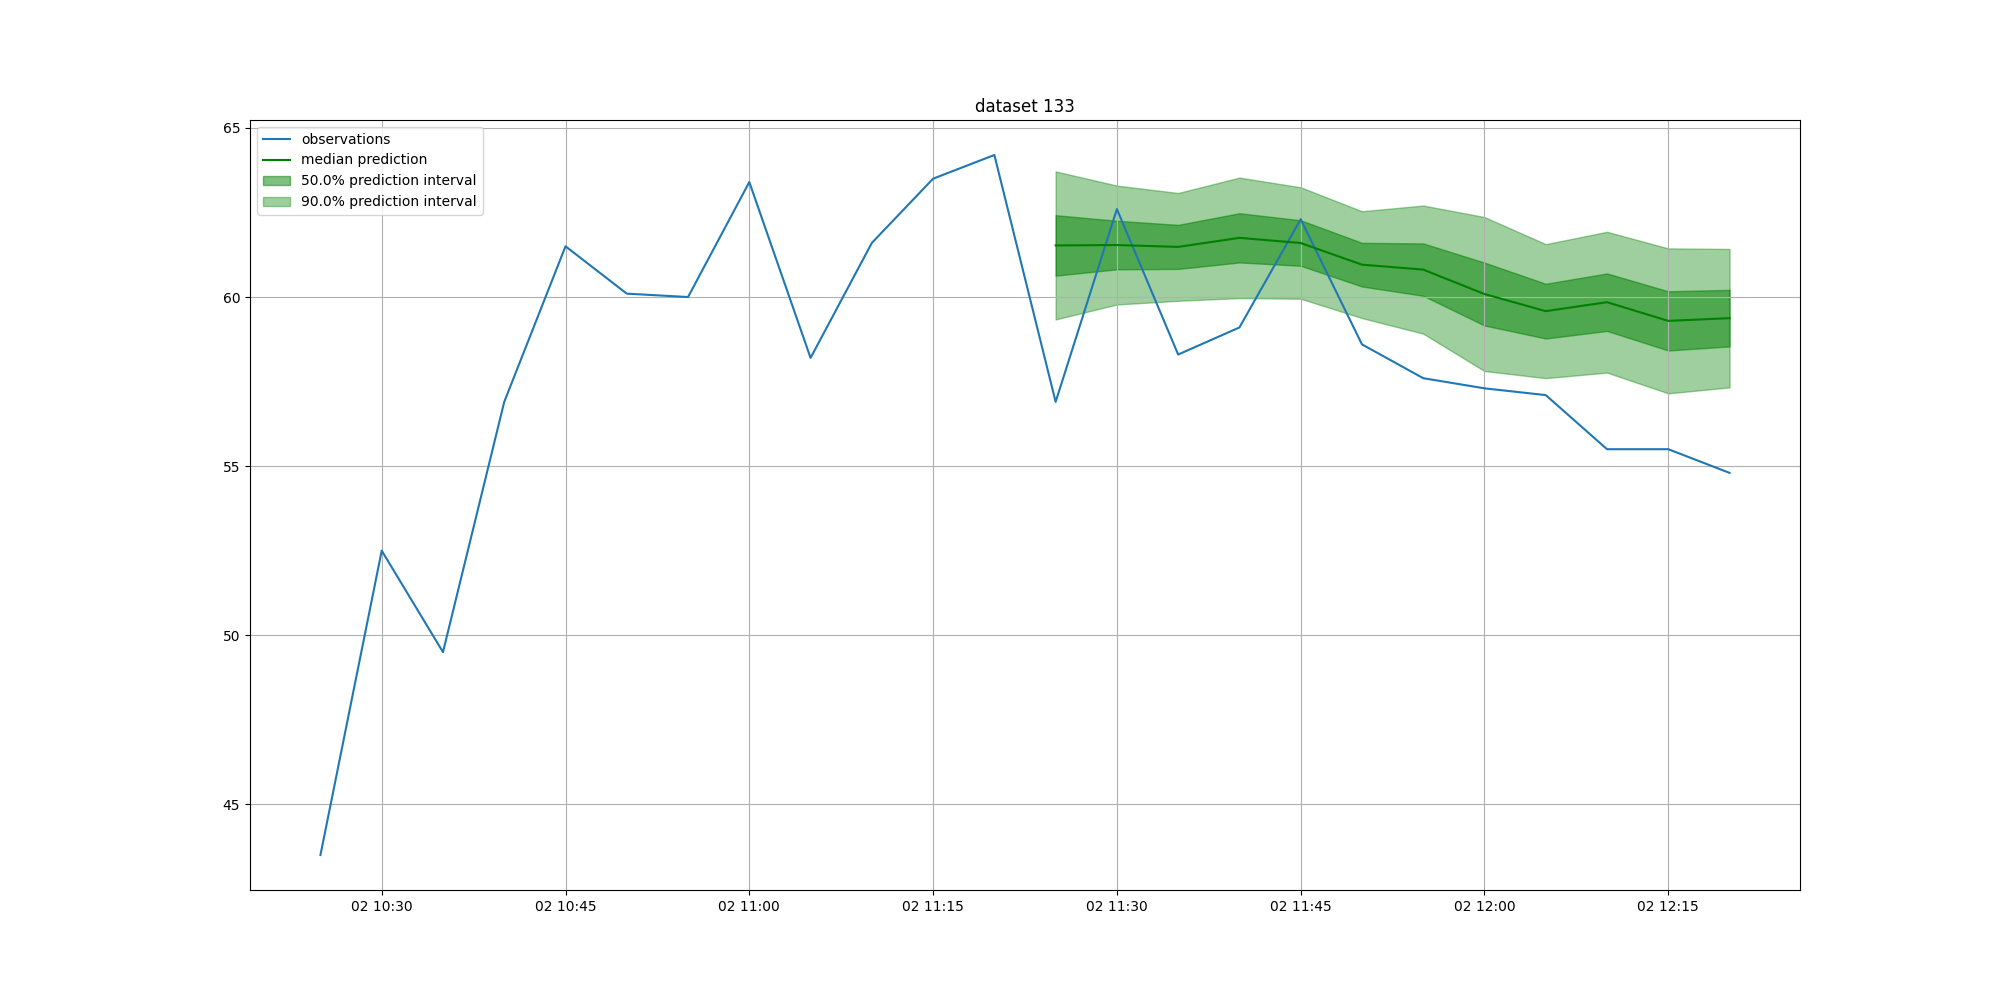 dataset 133
65
observations
median prediction
50.0% prediction interval
90.0% prediction interval
60
55
50
45
02 10:30 02 10:45 02 11:00 02 11:15 02 11:30 02 11:45 02 12:00 02 12:15